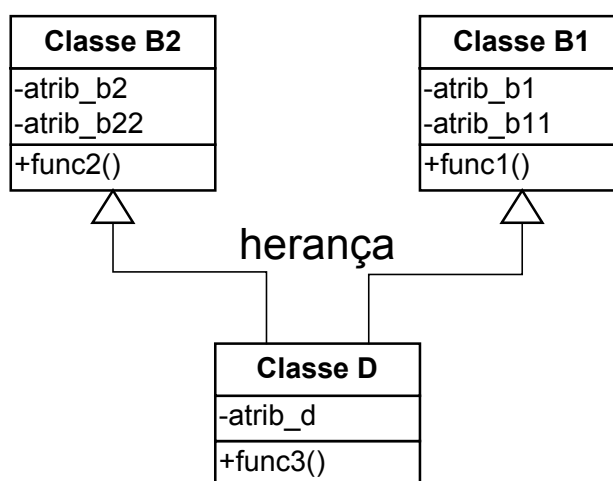 Classe B2
-atrib_b2
-atrib_b22
+func2()
Classe B1
-atrib_b1
-atrib_b11
+func1()
herança
Classe D
-atrib_d
+func3()